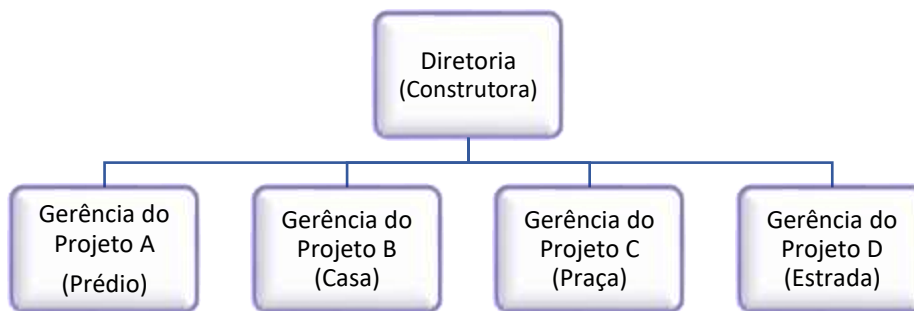 Diretoria
(Construtora)
Gerência do
Projeto A
(Prédio)
Gerência do
Projeto B
(Casa)
Gerência do
Projeto C
(Praça)
Gerência do
Projeto D
(Estrada)